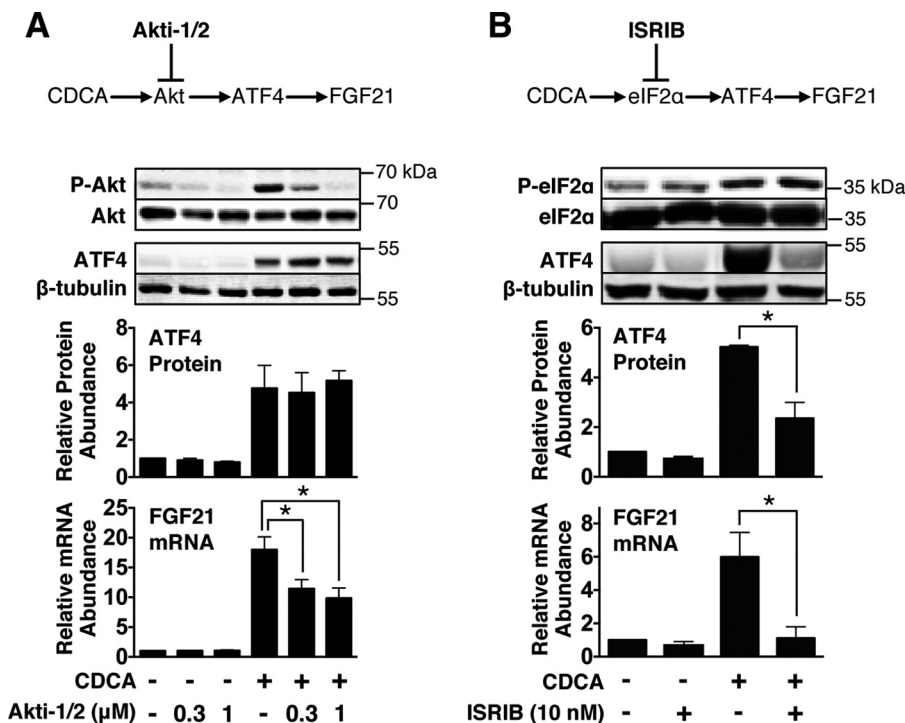 A
Akti-1/2
CDCA Akt ATF4 FGF21
P-Akt 70 kDa
Akt 70
ATF4 55
β-tubulin 55
ATF4 Protein
Relative Protein Abundance
8
6
4
2
0
FGF21 mRNA
Relative mRNA Abundance
25
20
15
10
5
0
* *
CDCA - - - + + +
Akti-1/2 (μM) - 0.3 1 - 0.3 1
B
ISRIB
CDCA eIF2α ATF4 FGF21
P-eIF2α 35 kDa
eIF2α 35
ATF4 55
β-tubulin 55
ATF4 Protein
Relative Protein Abundance
6
4
2
0
*
FGF21 mRNA
Relative mRNA Abundance
8
6
4
2
0
*
CDCA - - + +
ISRIB (10 nM) - + - +